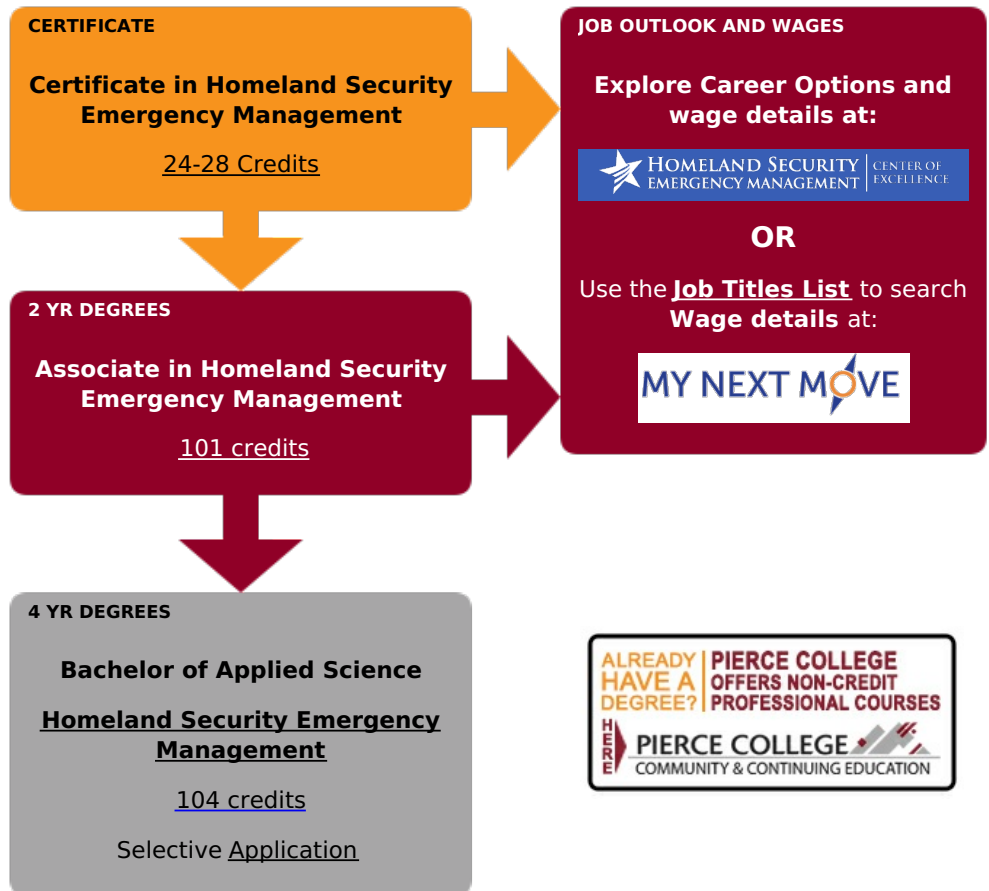 CERTIFICATE
Certificate in Homeland Security
Emergency Management
24-28 Credits
JOB OUTLOOK AND WAGES
Explore Career Options and
wage details at:
HOMELAND SECURITY
EMERGENCY MANAGEMENT
CENTER OF
EXCELLENCE
OR
Use the Job Titles List to search
Wage details at:
MY NEXT MOVE
2 YR DEGREES
Associate in Homeland Security
Emergency Management
101 credits
4 YR DEGREES
Bachelor of Applied Science
Homeland Security Emergency
Management
104 credits
Selective Application
ALREADY
HAVE A
DEGREE?
PIERCE COLLEGE
OFFERS NON-CREDIT
PROFESSIONAL COURSES
HERE
PIERCE COLLEGE
COMMUNITY & CONTINUING EDUCATION